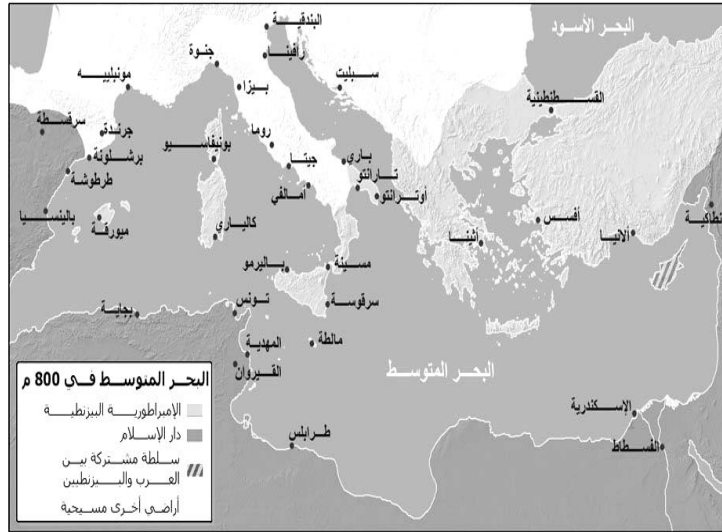 البحر الأسود
البندقية
رافينا
جنوة
سبليت
مونبلييه
بيزا
القسطنطينية
سرقسطة
جرندة
روما
بونيفاسيو
باري
برشلونة
جيتا
تارانتو
طرطوشة
أمالفي
أوترانتو
أفسس
أنطاكية
بالينسيا
ميورقة
كالياري
أثينا
الانيا
مسينة
باليرمو
سرقوسة
تونس
بجاية
مالطة
المهدية
القيروان
البحر المتوسط
الإسكندرية
طرابلس
الفسطاط
البحر المتوسط في 800 م
الإمبراطورية البيزنطية
دار الإسلام
سلطة مشتركة بين
العرب والبيزنطيين
أراضي أخرى مسيحية